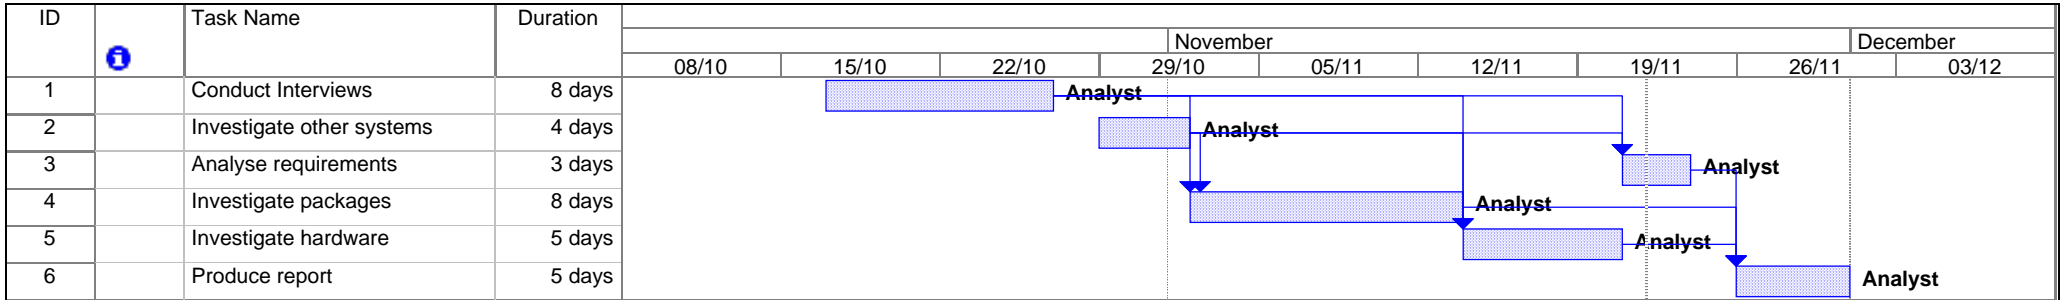 ID Task Name Duration
November December
08/10 15/10 22/10 29/10 05/11 12/11 19/11 26/11 03/12
1 Conduct Interviews 8 days Analyst
2 Investigate other systems 4 days Analyst
3 Analyse requirements 3 days Analyst
4 Investigate packages 8 days Analyst
5 Investigate hardware 5 days Analyst
6 Produce report 5 days Analyst